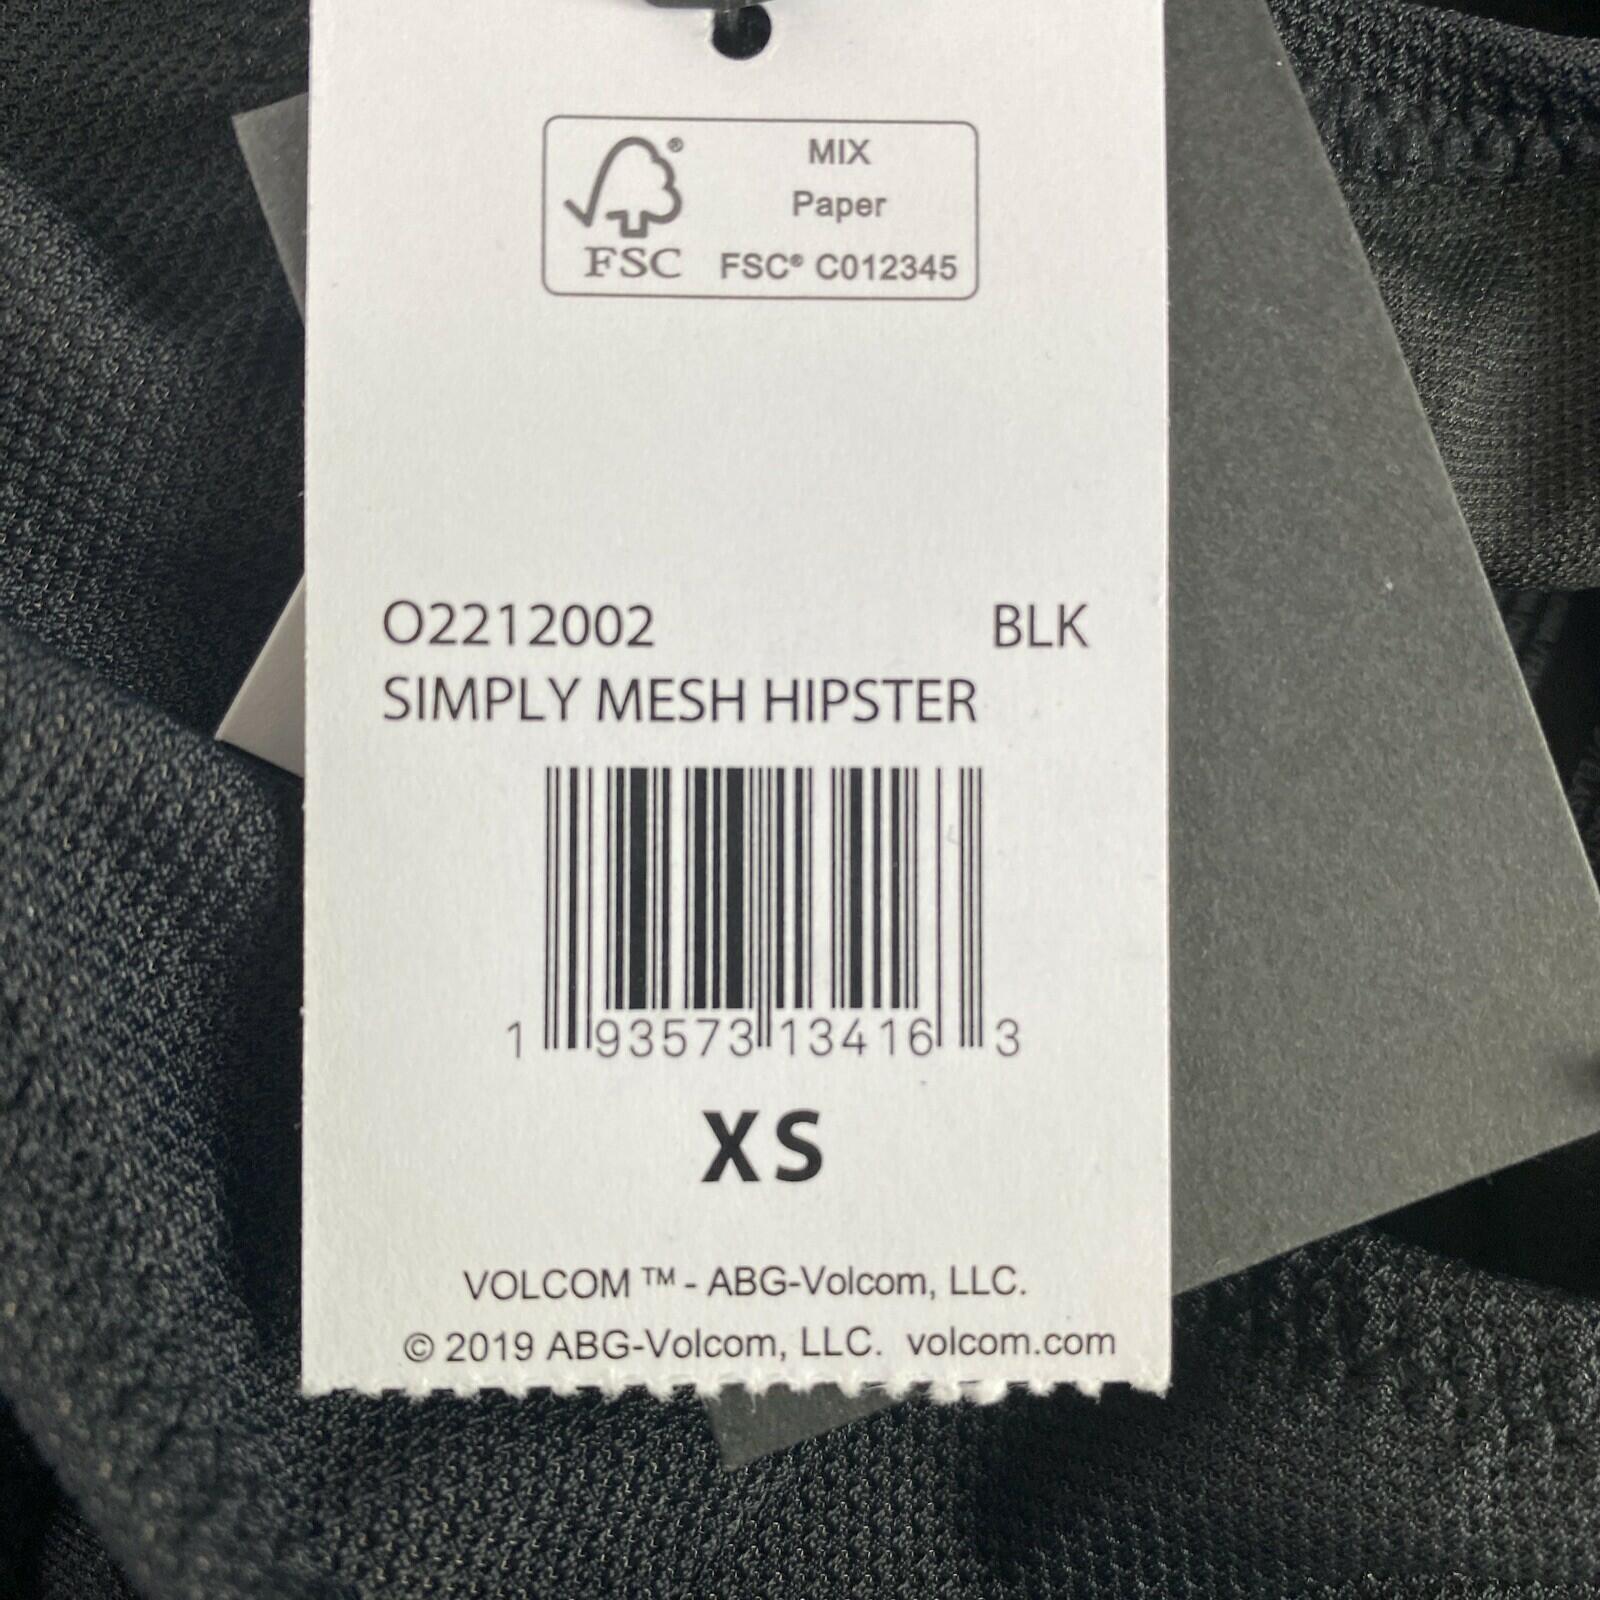 MIX
Paper
FSC® FSC® C012345
O2212002 BLK
SIMPLY MESH HIPSTER
1 93573 13416 3
XS
VOLCOM ™ - ABG-Volcom, LLC.
© 2019 ABG-Volcom, LLC. volcom.com